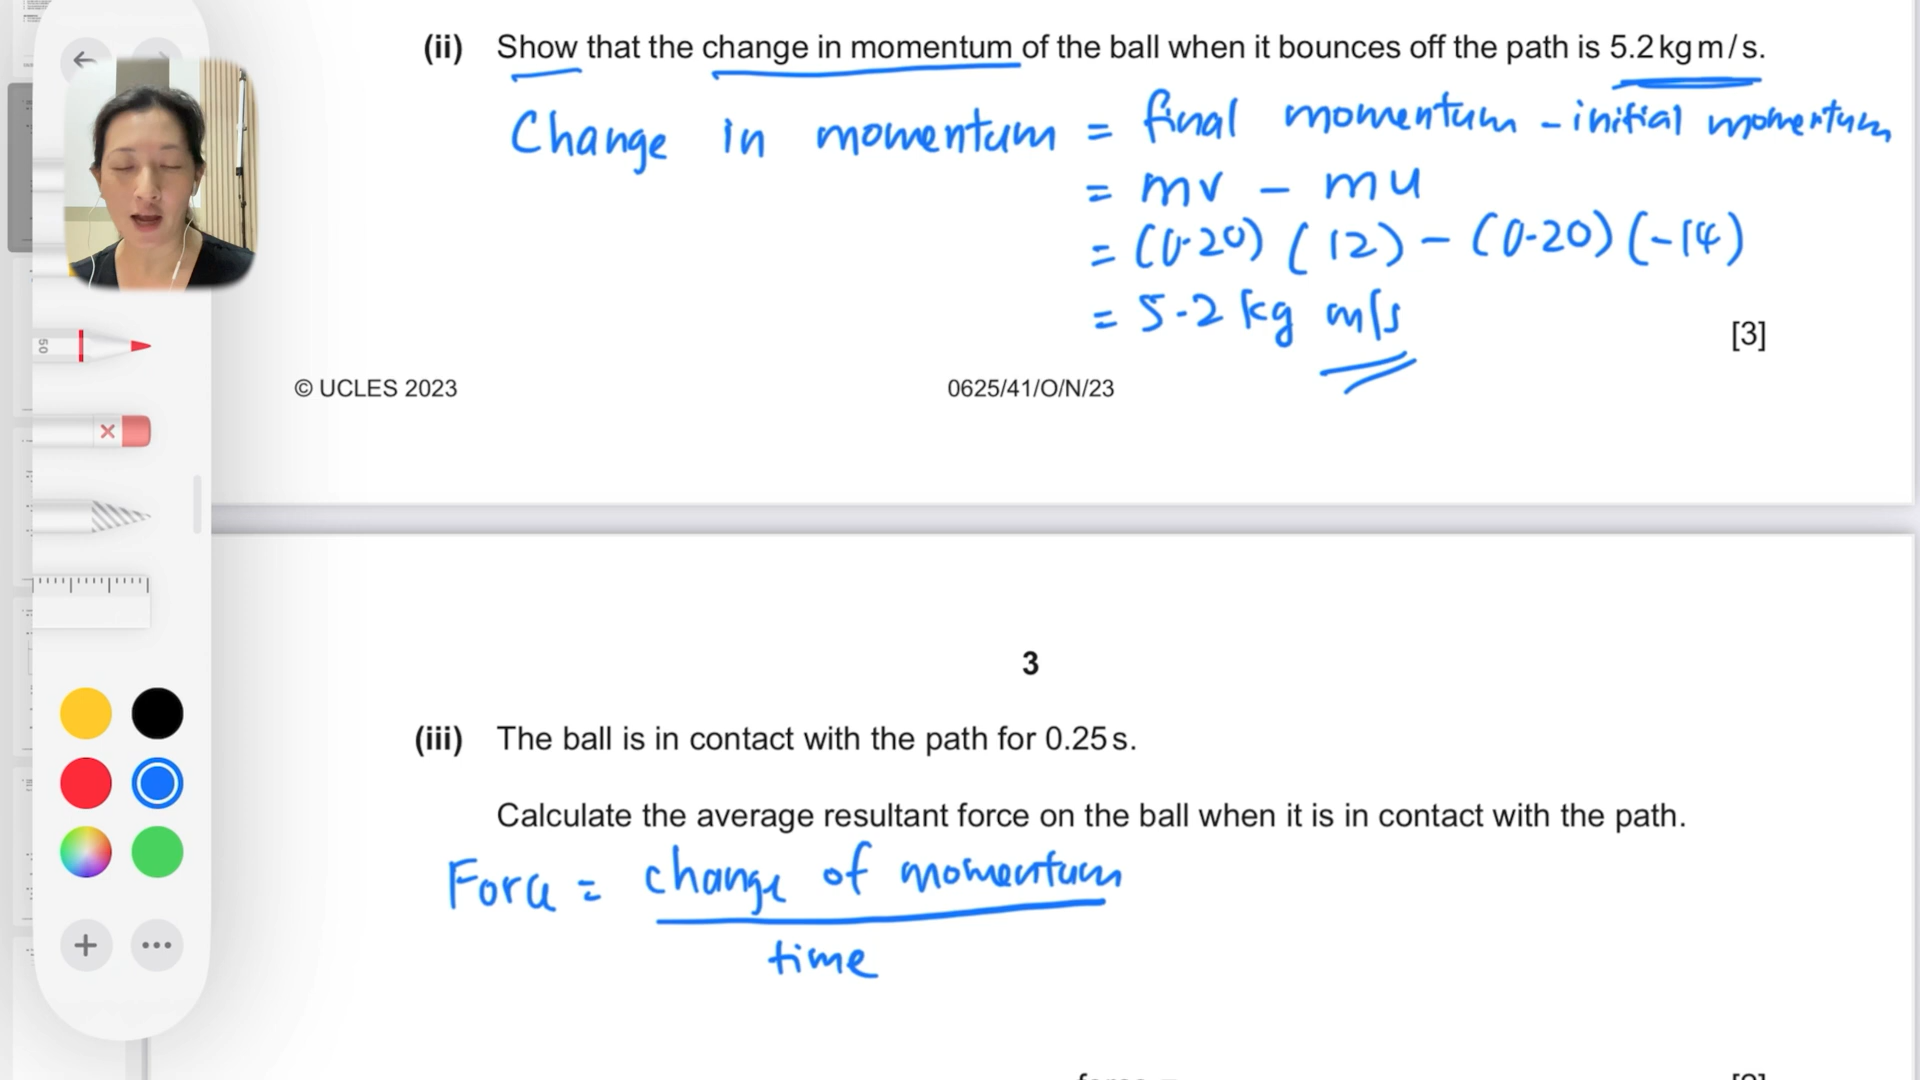 (ii) Show that the change in momentum of the ball when it bounces off the path is 5.2 kg m/s.
Change in momentum = final momentum - initial momentum
= mv - mu
= (0.20) (12) - (0.20) (-14)
= 5.2 kg m/s
[3]
© UCLES 2023 0625/41/O/N/23
50
3
(iii) The ball is in contact with the path for 0.25 s.
Calculate the average resultant force on the ball when it is in contact with the path.
Force = change of momentum
time